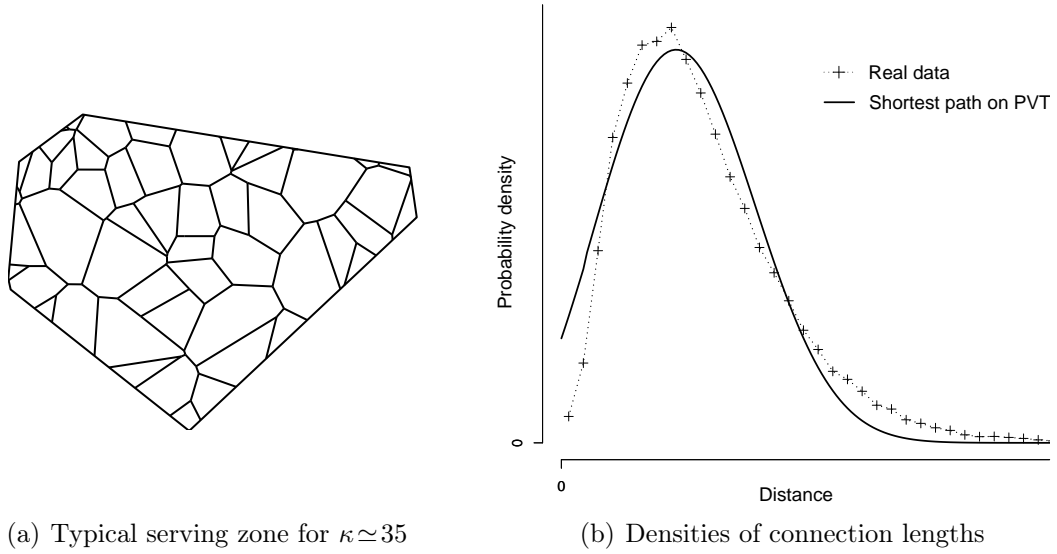 Real data
Shortest path on PVT
Probability density
0
0
Distance
(a) Typical serving zone for κ≃35
(b) Densities of connection lengths